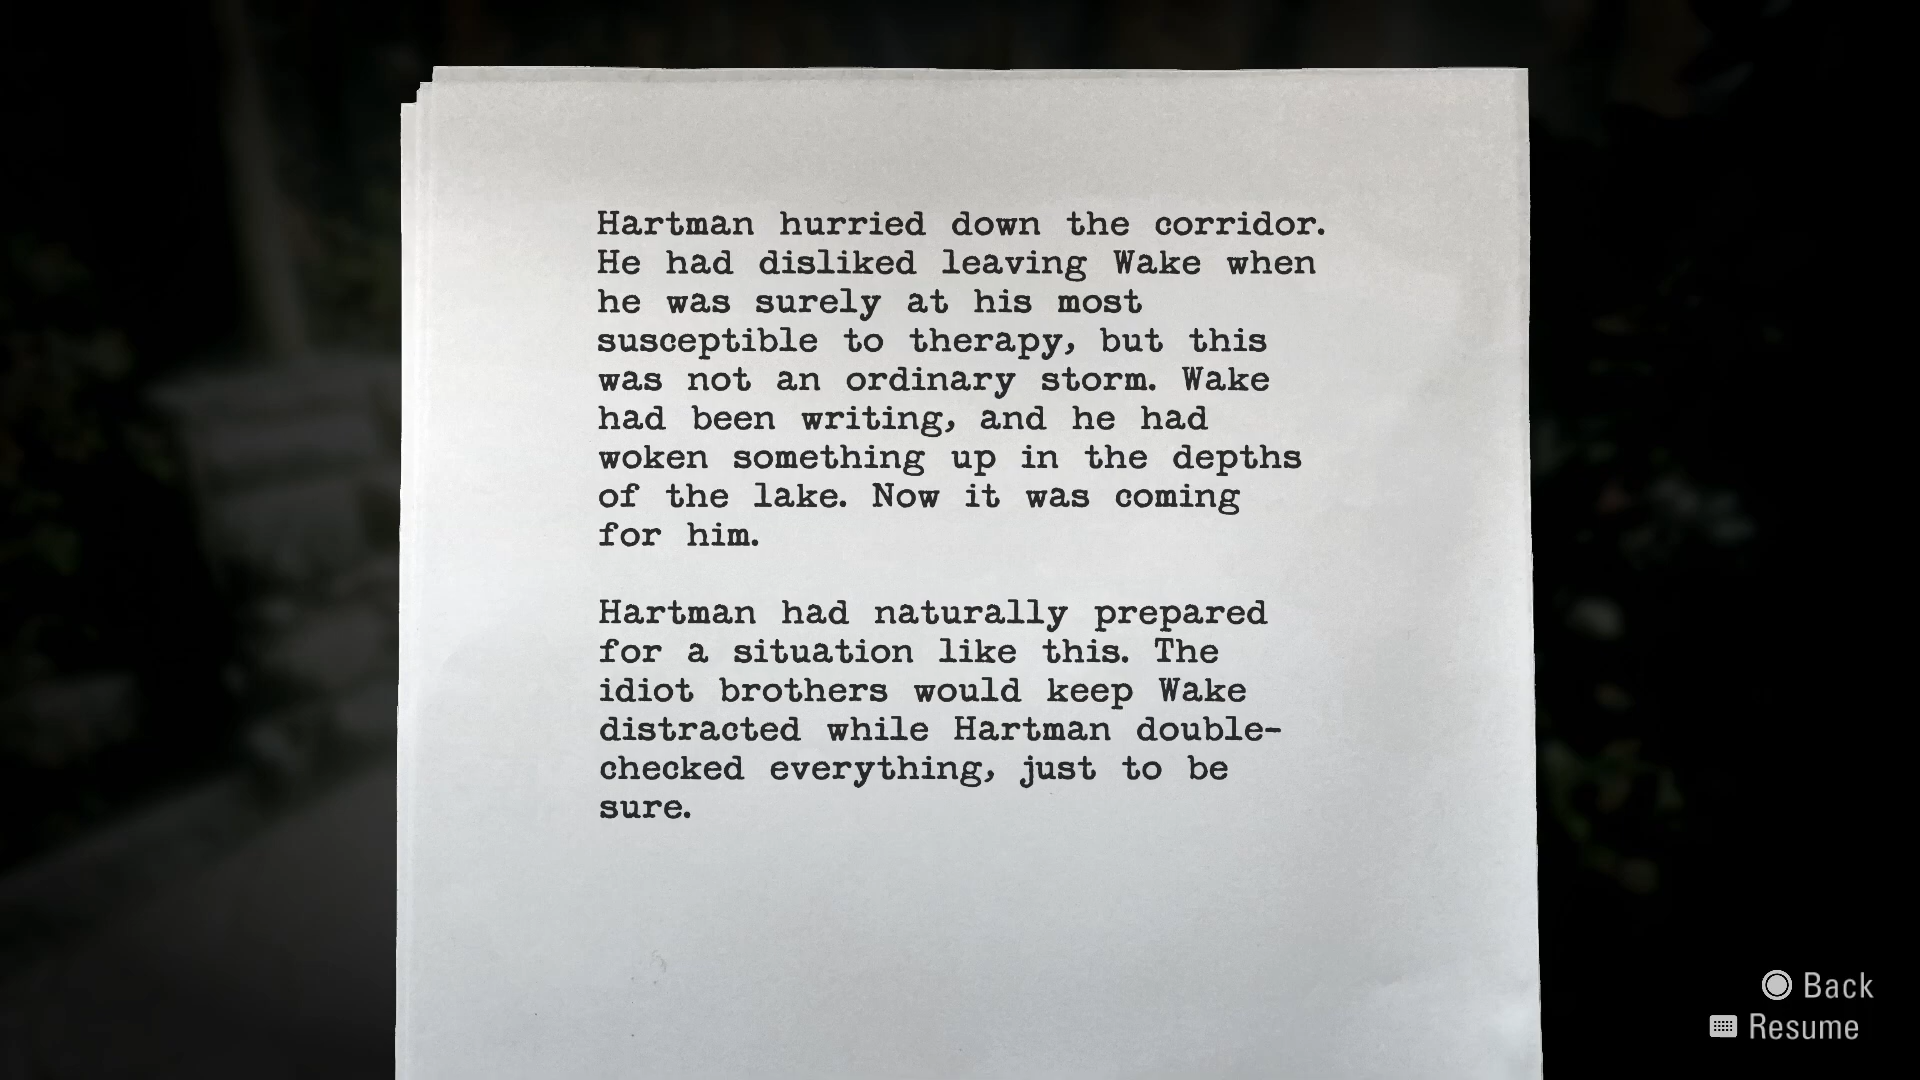 Hartman hurried down the corridor.
He had disliked leaving Wake when
he was surely at his most
susceptible to therapy, but this
was not an ordinary storm. Wake
had been writing, and he had
woken something up in the depths
of the lake. Now it was coming
for him.
Hartman had naturally prepared
for a situation like this. The
idiot brothers would keep Wake
distracted while Hartman double-
checked everything, just to be
sure.
Back
Resume